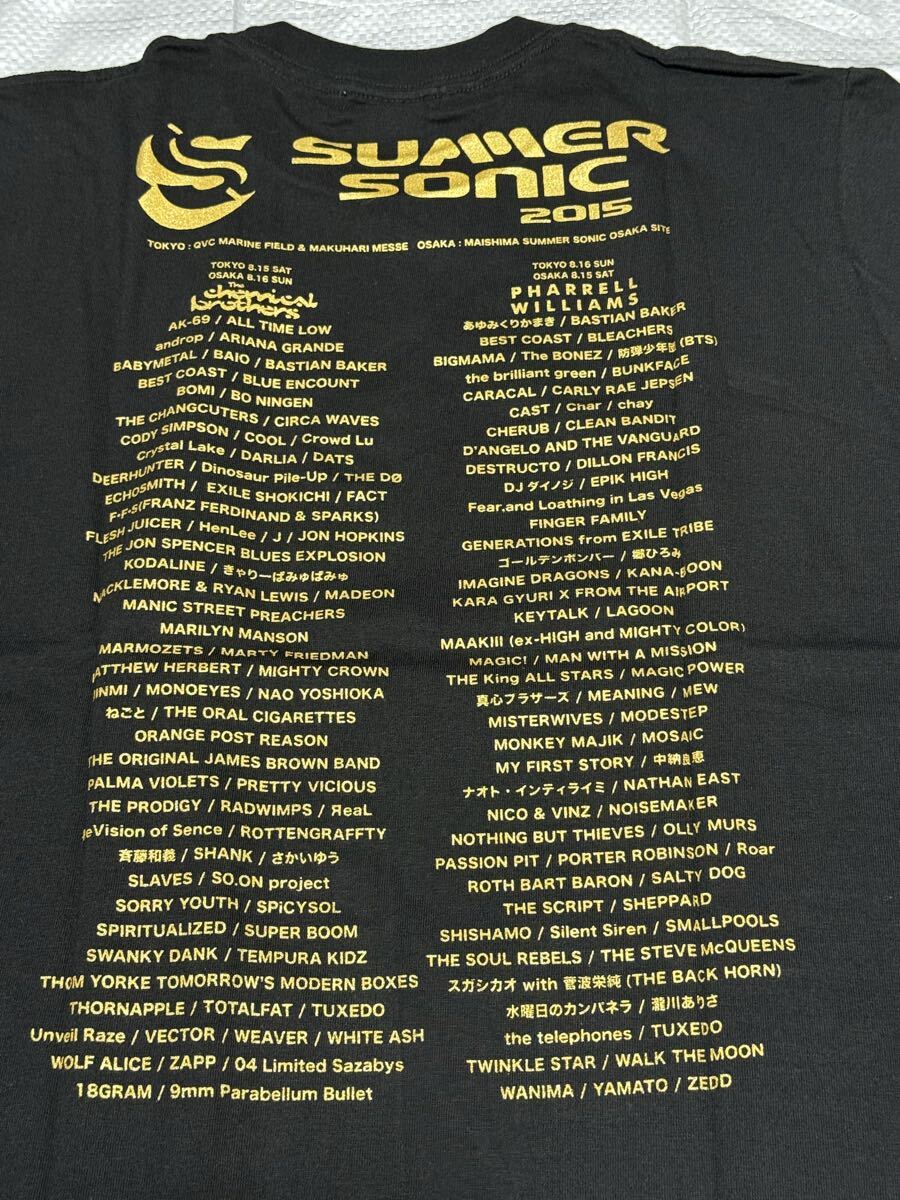 SUMMER
SONIC
2015
TOKYO : QVC MARINE FIELD & MAKUHARI MESSE OSAKA : MAISHIMA SUMMER SONIC OSAKA SITE
TOKYO 8.15 SAT
OSAKA 8.16 SUN
The
chemical
brothers
AK-69 / ALL TIME LOW
androp / ARIANA GRANDE
BABYMETAL / BAIO / BASTIAN BAKER
BEST COAST / BLUE ENCOUNT
BOMI / BO NINGEN
THE CHANGCUTERS / CIRCA WAVES
CODY SIMPSON / COOL / Crowd Lu
Crystal Lake / DARLIA / DATS
DEERHUNTER / Dinosaur Pile-Up / THE DØ
ECHOSMITH / EXILE SHOKICHI / FACT
F·F·S(FRANZ FERDINAND & SPARKS)
FLESH JUICER / HenLee / J / JON HOPKINS
THE JON SPENCER BLUES EXPLOSION
KODALINE / きゃりーぱみゅぱみゅ
MACKLEMORE & RYAN LEWIS / MADEON
MANIC STREET PREACHERS
MARILYN MANSON
MARMOZETS / MARTY FRIEDMAN
MATTHEW HERBERT / MIGHTY CROWN
MINMI / MONOEYES / NAO YOSHIOKA
ねごと / THE ORAL CIGARETTES
ORANGE POST REASON
THE ORIGINAL JAMES BROWN BAND
PALMA VIOLETS / PRETTY VICIOUS
THE PRODIGY / RADWIMPS / ЯeaL
ReVision of Sence / ROTTENGRAFFTY
斉藤和義 / SHANK / さかいゆう
SLAVES / SO.ON project
SORRY YOUTH / SPiCYSOL
SPIRITUALIZED / SUPER BOOM
SWANKY DANK / TEMPURA KIDZ
THOM YORKE TOMORROW'S MODERN BOXES
THORNAPPLE / TOTALFAT / TUXEDO
Unveil Raze / VECTOR / WEAVER / WHITE ASH
WOLF ALICE / ZAPP / 04 Limited Sazabys
18GRAM / 9mm Parabellum Bullet
TOKYO 8.16 SUN
OSAKA 8.15 SAT
PHARRELL
WILLIAMS
あゆみくりかまき / BASTIAN BAKER
BEST COAST / BLEACHERS
BIGMAMA / The BONEZ / 防弾少年団 (BTS)
the brilliant green / BUNKFACE
CARACAL / CARLY RAE JEPSEN
CAST / Char / chay
CHERUB / CLEAN BANDIT
D'ANGELO AND THE VANGUARD
DESTRUCTO / DILLON FRANCIS
DJ ダイノジ / EPIK HIGH
Fear,and Loathing in Las Vegas
FINGER FAMILY
GENERATIONS from EXILE TRIBE
ゴールデンボンバー / 郷ひろみ
IMAGINE DRAGONS / KANA-BOON
KARA GYURI X FROM THE AIRPORT
KEYTALK / LAGOON
MAAKIII (ex-HIGH and MIGHTY COLOR)
MAGIC! / MAN WITH A MISSION
THE King ALL STARS / MAGIC POWER
真心ブラザーズ / MEANING / MEW
MISTERWIVES / MODESTEP
MONKEY MAJIK / MOSAIC
MY FIRST STORY / 中納良恵
ナオト・インティライミ / NATHAN EAST
NICO & VINZ / NOISEMAKER
NOTHING BUT THIEVES / OLLY MURS
PASSION PIT / PORTER ROBINSON / Roar
ROTH BART BARON / SALTY DOG
THE SCRIPT / SHEPPARD
SHISHAMO / Silent Siren / SMALLPOOLS
THE SOUL REBELS / THE STEVE McQUEENS
スガシカオ with 菅波栄純 (THE BACK HORN)
水曜日のカンパネラ / 瀧川ありさ
the telephones / TUXEDO
TWINKLE STAR / WALK THE MOON
WANIMA / YAMATO / ZEDD